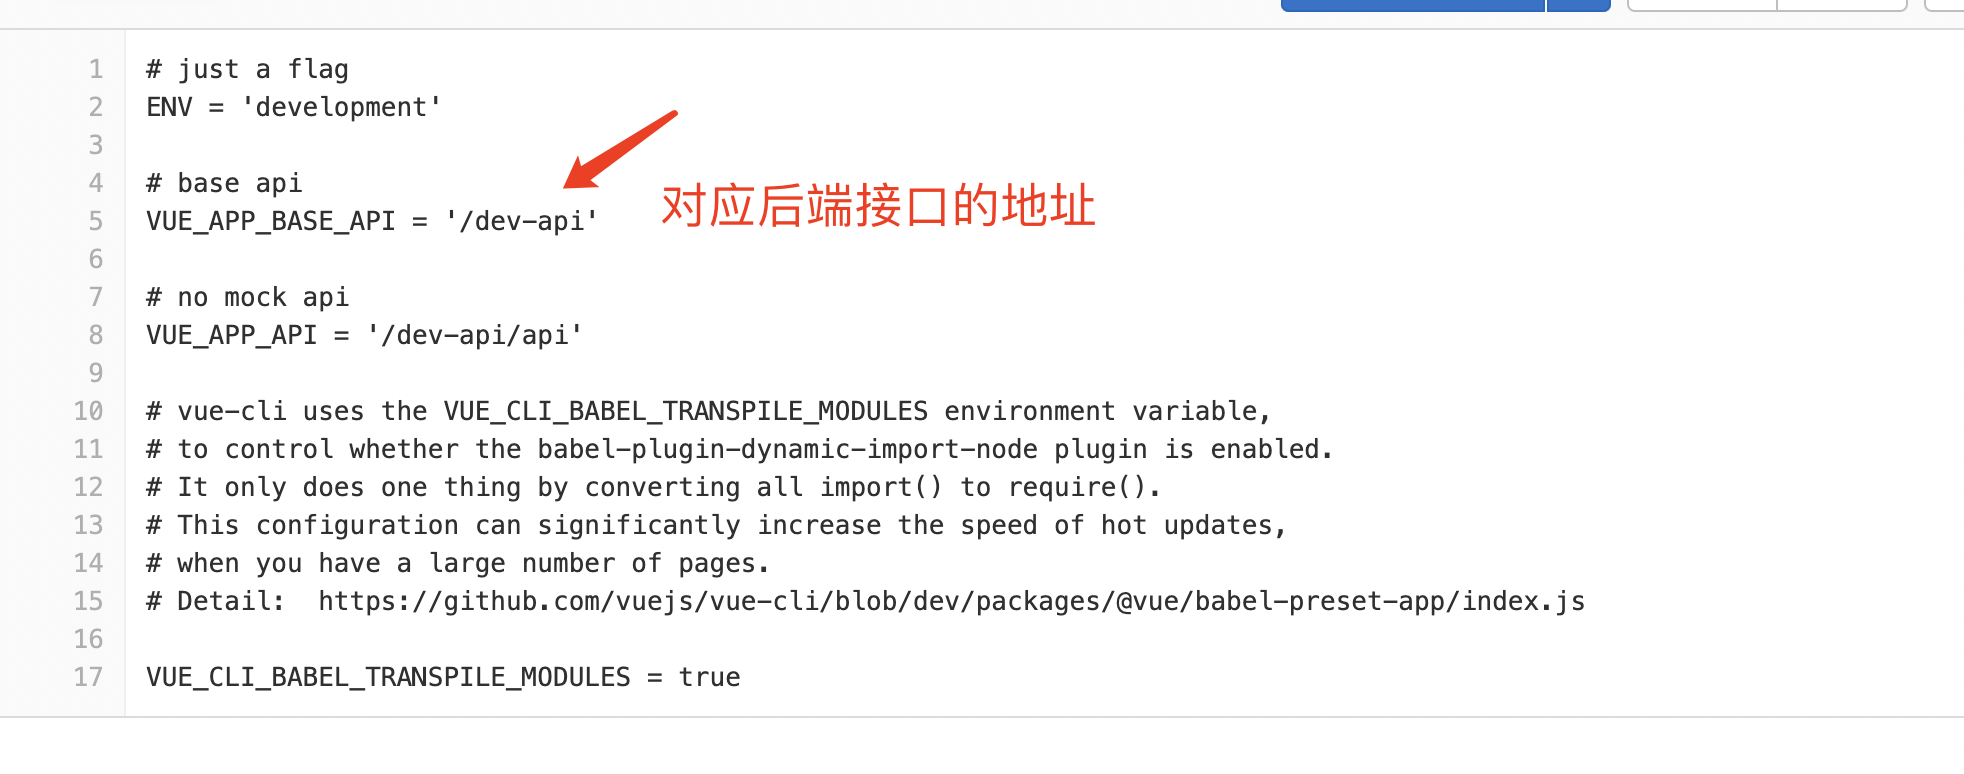 1 # just a flag
2 ENV = 'development'
3
4 # base api
5 VUE_APP_BASE_API = '/dev-api'
对应后端接口的地址
6
7 # no mock api
8 VUE_APP_API = '/dev-api/api'
9
10 # vue-cli uses the VUE_CLI_BABEL_TRANSPILE_MODULES environment variable,
11 # to control whether the babel-plugin-dynamic-import-node plugin is enabled.
12 # It only does one thing by converting all import() to require().
13 # This configuration can significantly increase the speed of hot updates,
14 # when you have a large number of pages.
15 # Detail:  https://github.com/vuejs/vue-cli/blob/dev/packages/@vue/babel-preset-app/index.js
16
17 VUE_CLI_BABEL_TRANSPILE_MODULES = true